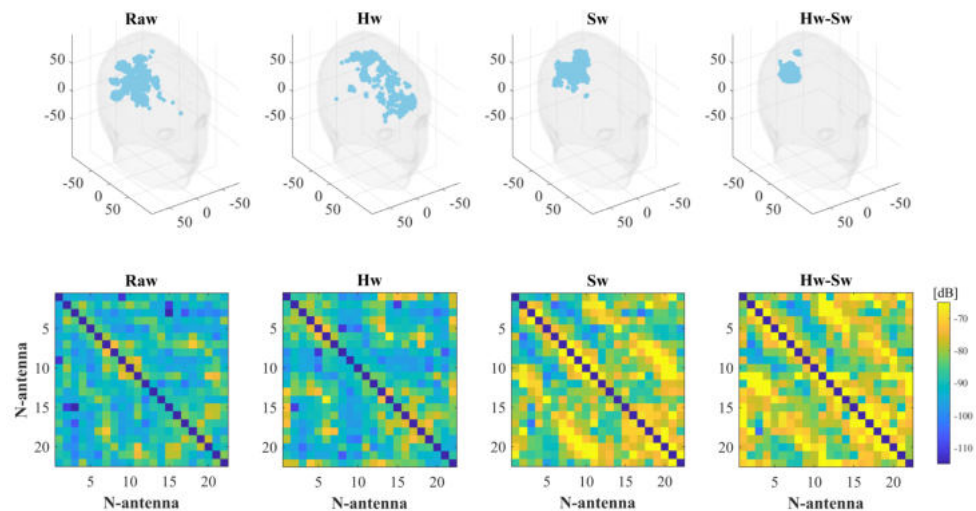 Raw Hw Sw Hw-Sw
50 50 50 50
0 0 0 0
-50 -50 -50 -50
-50 -50 -50 -50
0 0 0 0
50 50 50 50
50 0 -50 50 0 -50 50 0 -50 50 0 -50
Raw Hw Sw Hw-Sw
[dB]
N-antenna
5 5 5 5
10 10 10 10
15 15 15 15
20 20 20 20
-70
-80
-90
-100
-110
5 10 15 20 5 10 15 20 5 10 15 20 5 10 15 20
N-antenna N-antenna N-antenna N-antenna